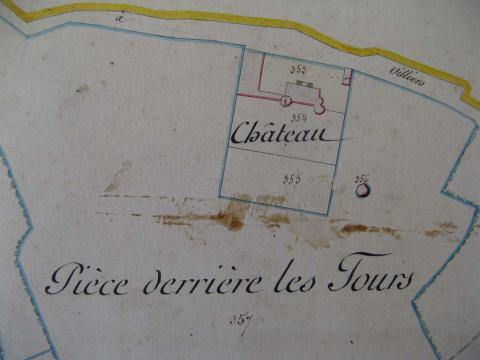 à
Villiers
353
354
Château
355
356
Pièce derrière les Tours
357